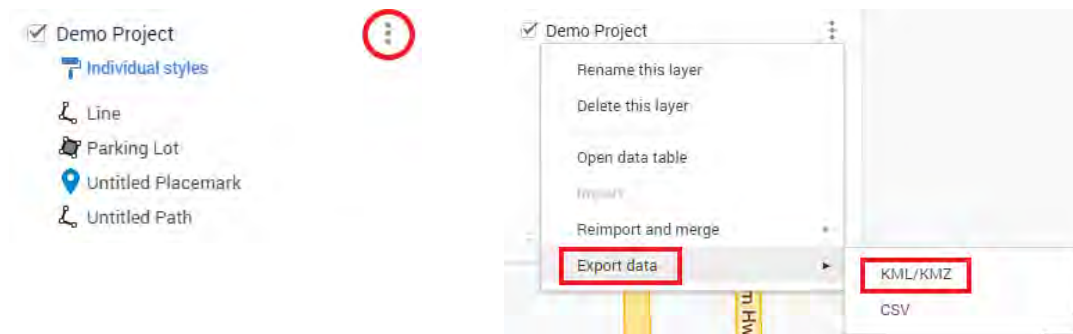 Demo Project
Individual styles
Line
Parking Lot
Untitled Placemark
Untitled Path
Demo Project
Rename this layer
Delete this layer
Open data table
Import
Reimport and merge
Export data
KML/KMZ
CSV
m Hw